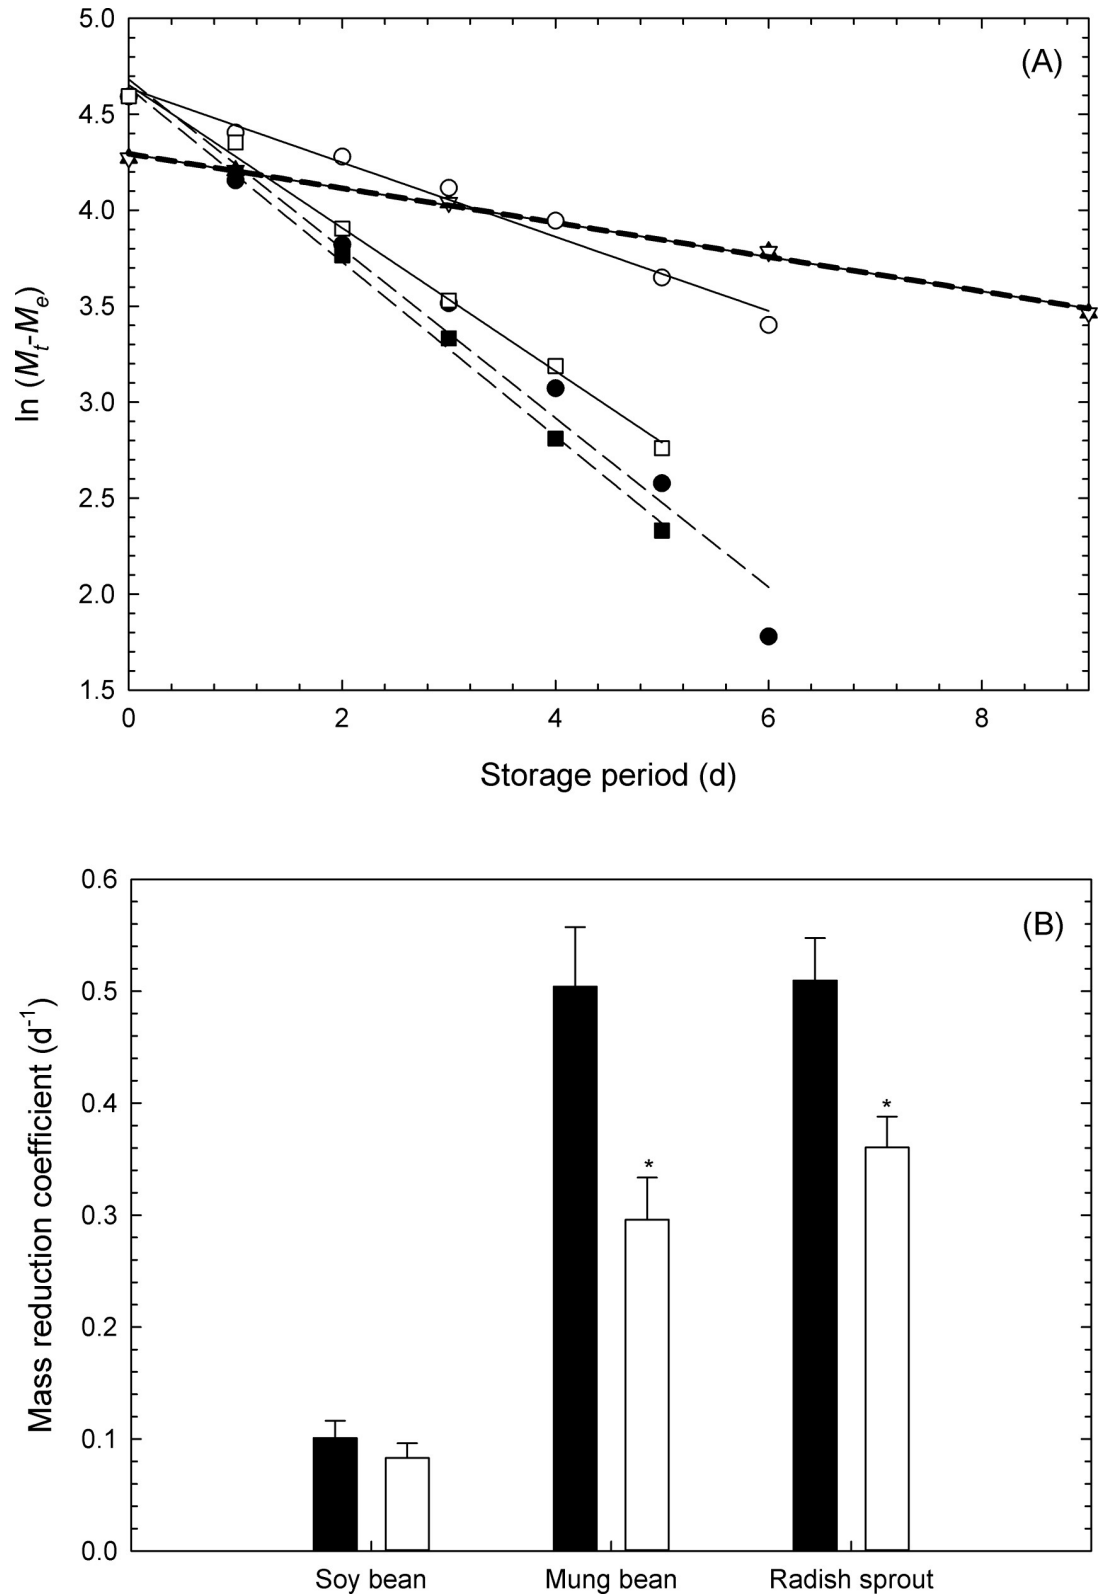 (A)
5.0
4.5
4.0
3.5
3.0
2.5
2.0
1.5
ln (Mt-Me)
0 2 4 6 8
Storage period (d)
(B)
0.6
0.5
0.4
0.3
0.2
0.1
0.0
Mass reduction coefficient (d-1)
* *
Soy bean Mung bean Radish sprout